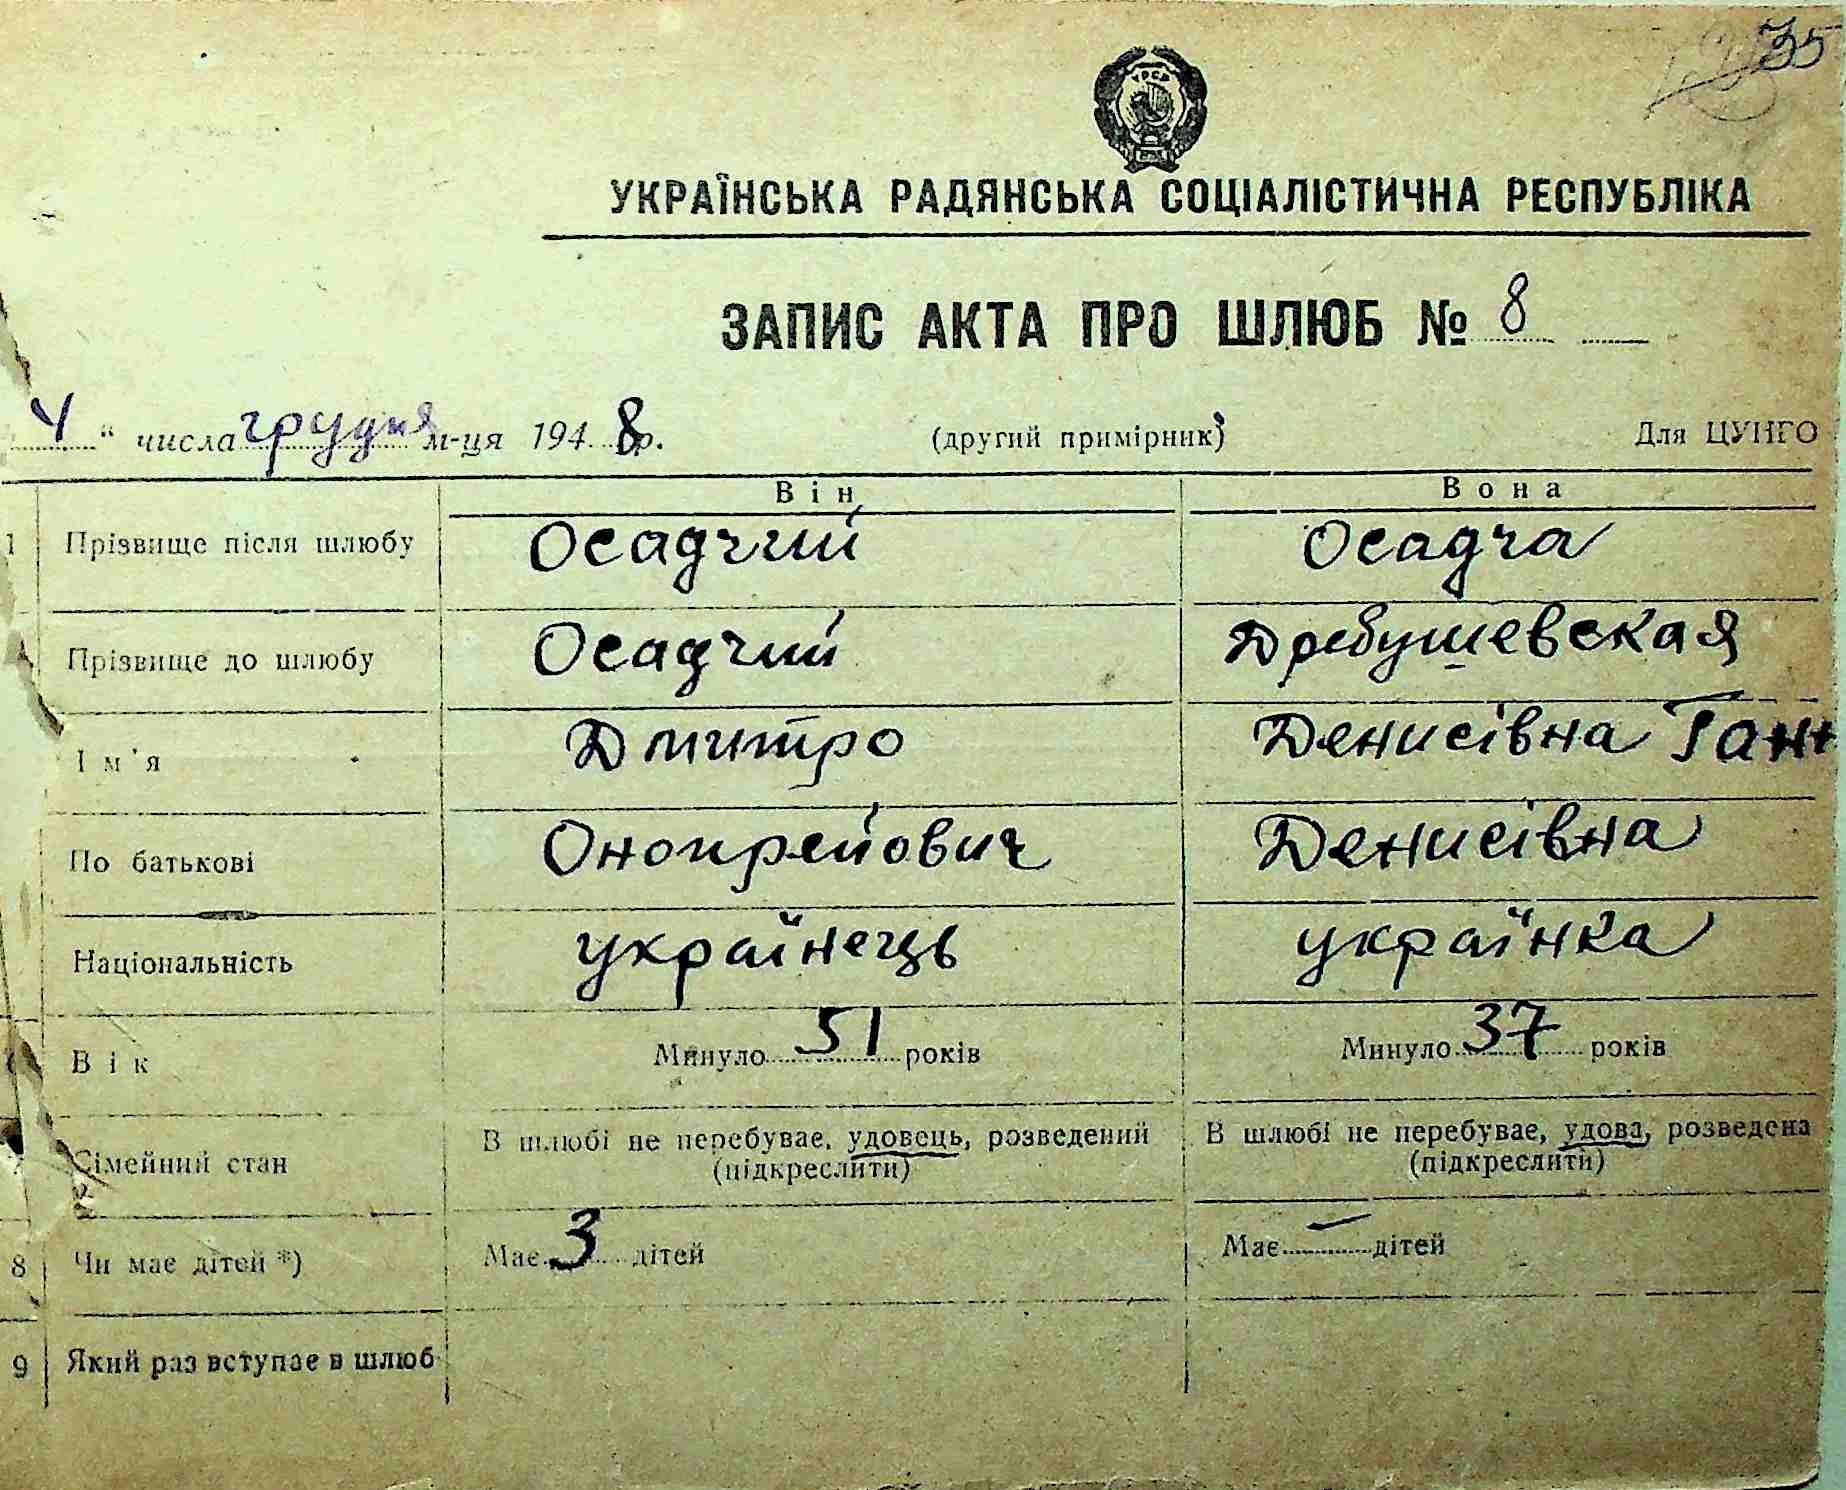 35
УРСР
УКРАЇНСЬКА РАДЯНСЬКА СОЦІАЛІСТИЧНА РЕСПУБЛІКА
ЗАПИС АКТА ПРО ШЛЮБ № 8
4 " числа грудня м-ця 1948 р. (другий примірник) Для ЦУНГО
Він Вона
1 Прізвище після шлюбу Осадчий Осадча
Прізвище до шлюбу Осадчий Дребушевская
Ім'я Дмитро Денисівна Ганн
По батькові Онопрейович Денисівна
Національність українець українка
Вік Минуло 51 років Минуло 37 років
Сімейний стан В шлюбі не перебуває, удовець, розведений В шлюбі не перебуває, удова, розведена
(підкреслити) (підкреслити)
8 Чи має дітей *) Має 3 дітей Має — дітей
9 Який раз вступає в шлюб